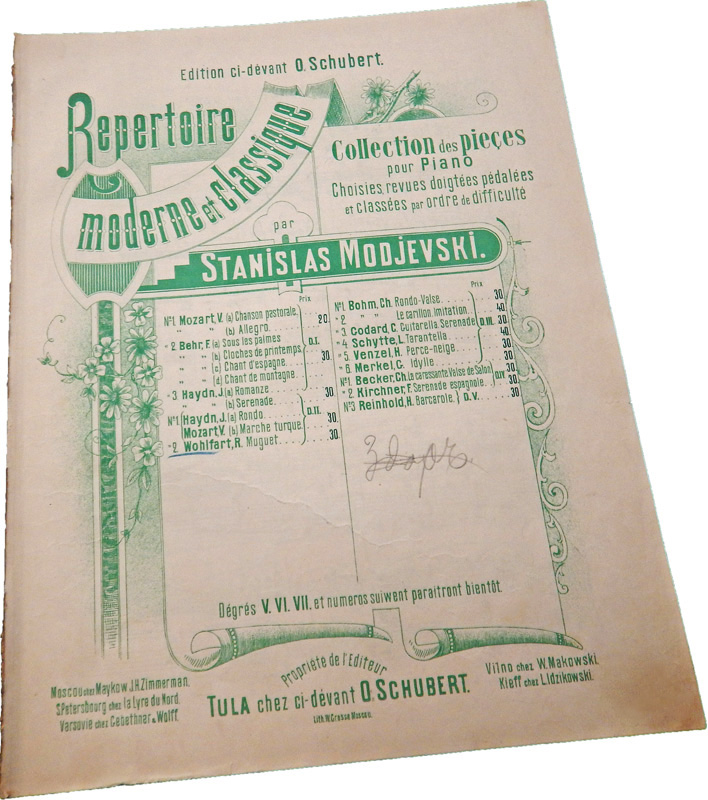 Edition ci-dévant O. Schubert.
Repertoire
moderne et classique
Collection des pieçes
pour Piano
Choisies, revues doigtées pédalées
et classées par ordre de difficulté
par
STANISLAS MODJEVSKI.
Prix
№1. Mozart, V. (a) Chanson pastorale.
" " (b) Allegro. 20.
" 2. Behr, F. (a) Sous les palmes
" " (b) Cloches de printemps D.I.
" " (c) Chant d'espagne. 30.
" " (d) Chant de montagne.
" 3. Haydn, J. (a) Romanze 30.
" " (b) Serenade
№1. Haydn, J. (a) Rondo D.II.
Mozart, V. (b) Marche turque. 30.
" 2. Wohlfart, R. Muguet 30.
Prix
№1. Bohm, Ch. Rondo-Valse 30
" 2 " " Le carillon, imitation. 40
" 3. Godard, C. Guitarella, Serenade D.III. 30
" 4. Schytte, L. Tarantella 40
" 5. Venzel, H. Perce-neige 30
" 6. Merkel, G. Idylle 30
№1. Becker, Ch. La caressante Valse de Salon D.IV 30
" 2. Kirchner, F. Serenade espagnole. 30
№3 Reinhold, H. Barcarole. D.V. 30
Dégrés V. VI. VII. et numeros suiwent paraitront bientôt.
Propriéte de l'Editeur
TULA chez ci-dévant O. SCHUBERT.
Lith. W. Grosse Moscou.
Moscou chez Maykow J.H. Zimmerman.
S. Petersbourg chez la Lyre du Nord.
Varsovie chez Gebethnar & Wolff.
Vilno chez W. Makowski.
Kieff chez L. Idzikowski.